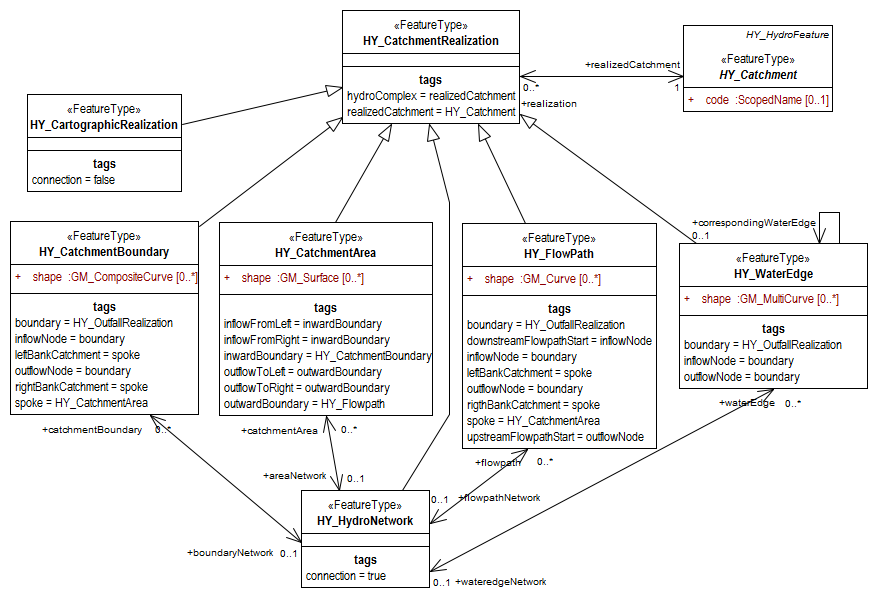 «FeatureType»
HY_CatchmentRealization
tags
hydroComplex = realizedCatchment
realizedCatchment = HY_Catchment
+realizedCatchment
0..*
1
+realization
HY_HydroFeature
«FeatureType»
HY_Catchment
+ code :ScopedName [0..1]
«FeatureType»
HY_CartographicRealization
tags
connection = false
«FeatureType»
HY_CatchmentBoundary
+ shape :GM_CompositeCurve [0..*]
tags
boundary = HY_OutfallRealization
inflowNode = boundary
leftBankCatchment = spoke
outflowNode = boundary
rightBankCatchment = spoke
spoke = HY_CatchmentArea
«FeatureType»
HY_CatchmentArea
+ shape :GM_Surface [0..*]
tags
inflowFromLeft = inwardBoundary
inflowFromRight = inwardBoundary
inwardBoundary = HY_CatchmentBoundary
outflowToLeft = outwardBoundary
outflowToRight = outwardBoundary
outwardBoundary = HY_Flowpath
«FeatureType»
HY_FlowPath
+ shape :GM_Curve [0..*]
tags
boundary = HY_OutfallRealization
downstreamFlowpathStart = inflowNode
inflowNode = boundary
leftBankCatchment = spoke
outflowNode = boundary
rigthBankCatchment = spoke
spoke = HY_CatchmentArea
upstreamFlowpathStart = outflowNode
+correspondingWaterEdge
0..1
«FeatureType»
HY_WaterEdge
+ shape :GM_MultiCurve [0..*]
tags
boundary = HY_OutfallRealization
inflowNode = boundary
outflowNode = boundary
+catchmentBoundary
0..*
+catchmentArea
0..*
+flowpath
0..*
+waterEdge
0..*
+areaNetwork
0..1
0..1
+flowpathNetwork
+boundaryNetwork
0..1
0..1
+wateredgeNetwork
«FeatureType»
HY_HydroNetwork
tags
connection = true